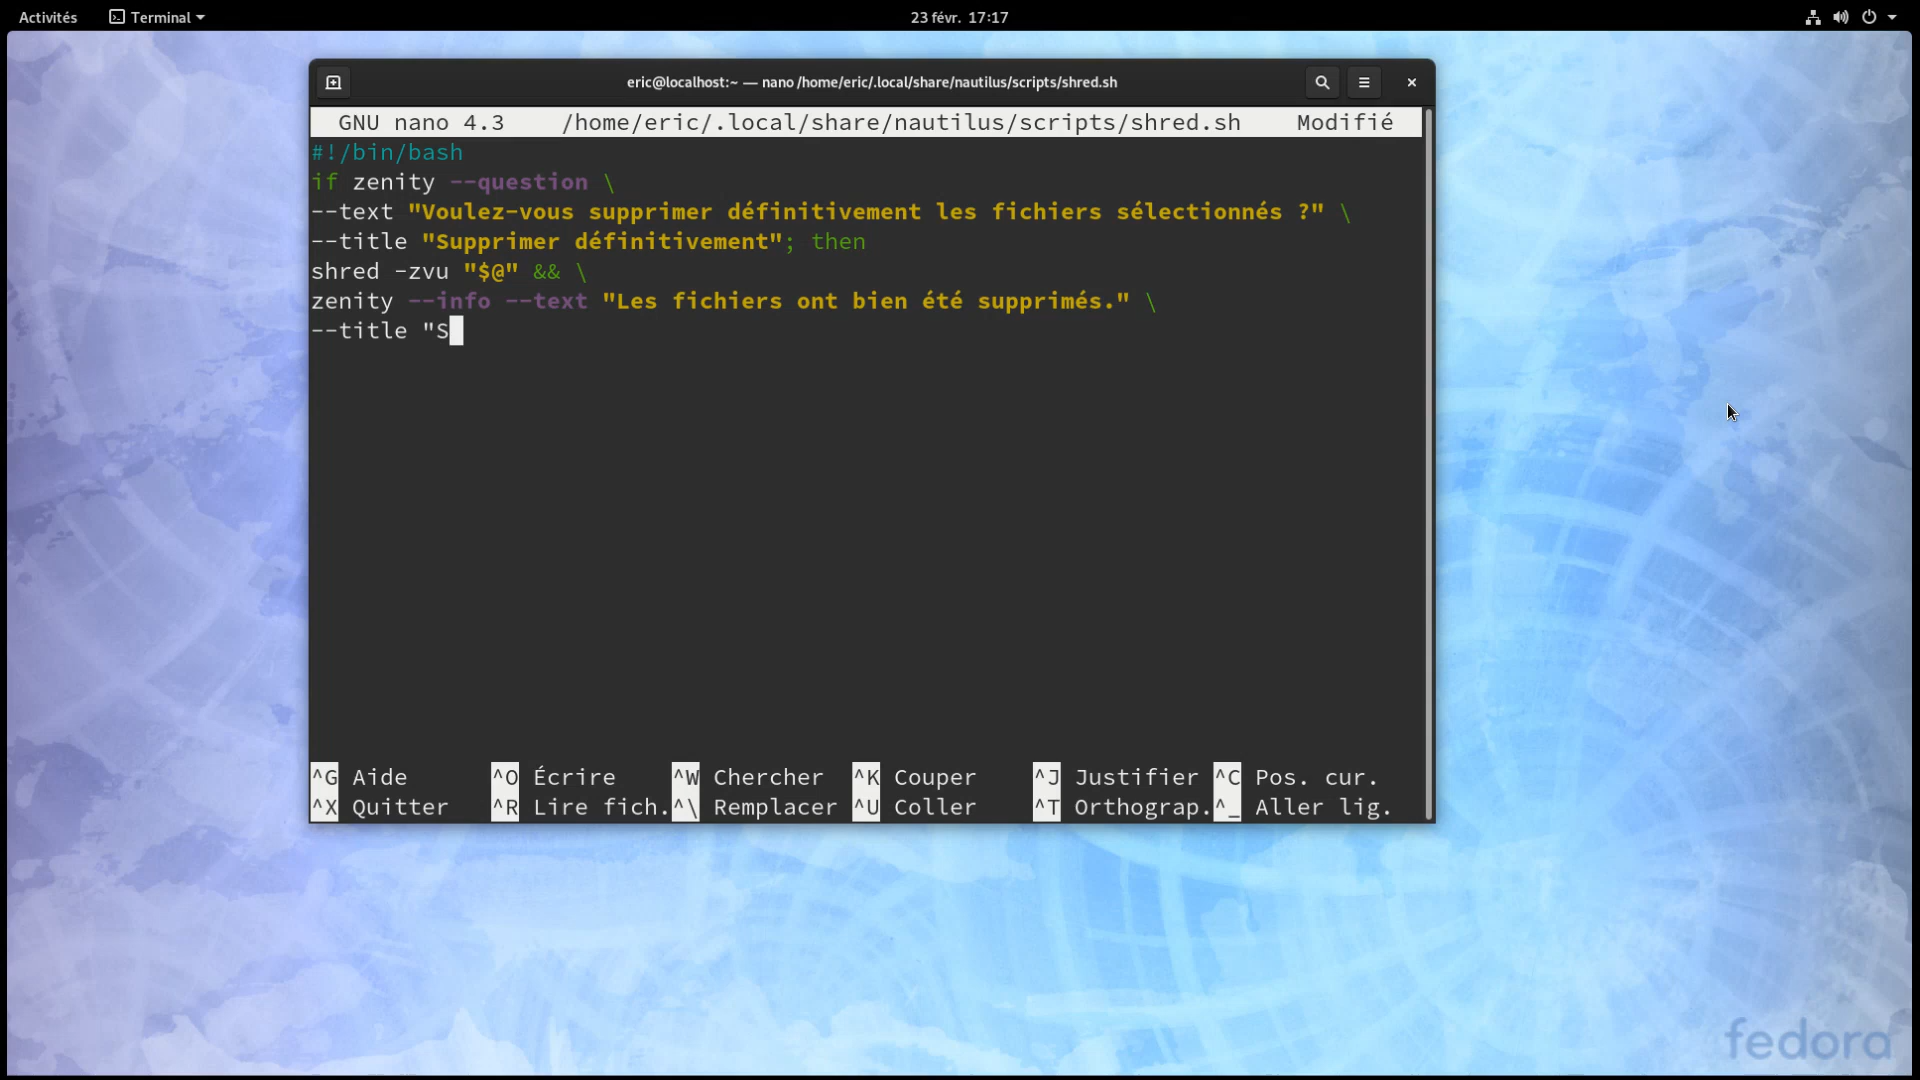 Activités Terminal 23 févr. 17:17
eric@localhost:~ — nano /home/eric/.local/share/nautilus/scripts/shred.sh
GNU nano 4.3 /home/eric/.local/share/nautilus/scripts/shred.sh Modifié
#!/bin/bash
if zenity --question \
--text "Voulez-vous supprimer définitivement les fichiers sélectionnés ?" \
--title "Supprimer définitivement"; then
shred -zvu "$@" && \
zenity --info --text "Les fichiers ont bien été supprimés." \
--title "S
^G Aide ^O Écrire ^W Chercher ^K Couper ^J Justifier ^C Pos. cur.
^X Quitter ^R Lire fich. ^\ Remplacer ^U Coller ^T Orthograp. ^_ Aller lig.
fedora